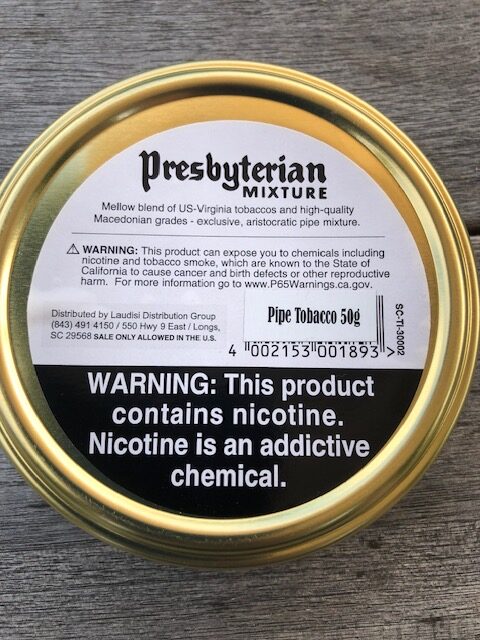 Presbyterian
MIXTURE
Mellow blend of US-Virginia tobaccos and high-quality
Macedonian grades - exclusive, aristocratic pipe mixture.
⚠ WARNING: This product can expose you to chemicals including
nicotine and tobacco smoke, which are known to the State of
California to cause cancer and birth defects or other reproductive
harm. For more information go to www.P65Warnings.ca.gov.
Distributed by Laudisi Distribution Group
(843) 491 4150 / 550 Hwy 9 East / Longs,
SC 29568 SALE ONLY ALLOWED IN THE U.S.
Pipe Tobacco 50g
4 002153 001893 >
SC-TI-30002
WARNING: This product
contains nicotine.
Nicotine is an addictive
chemical.